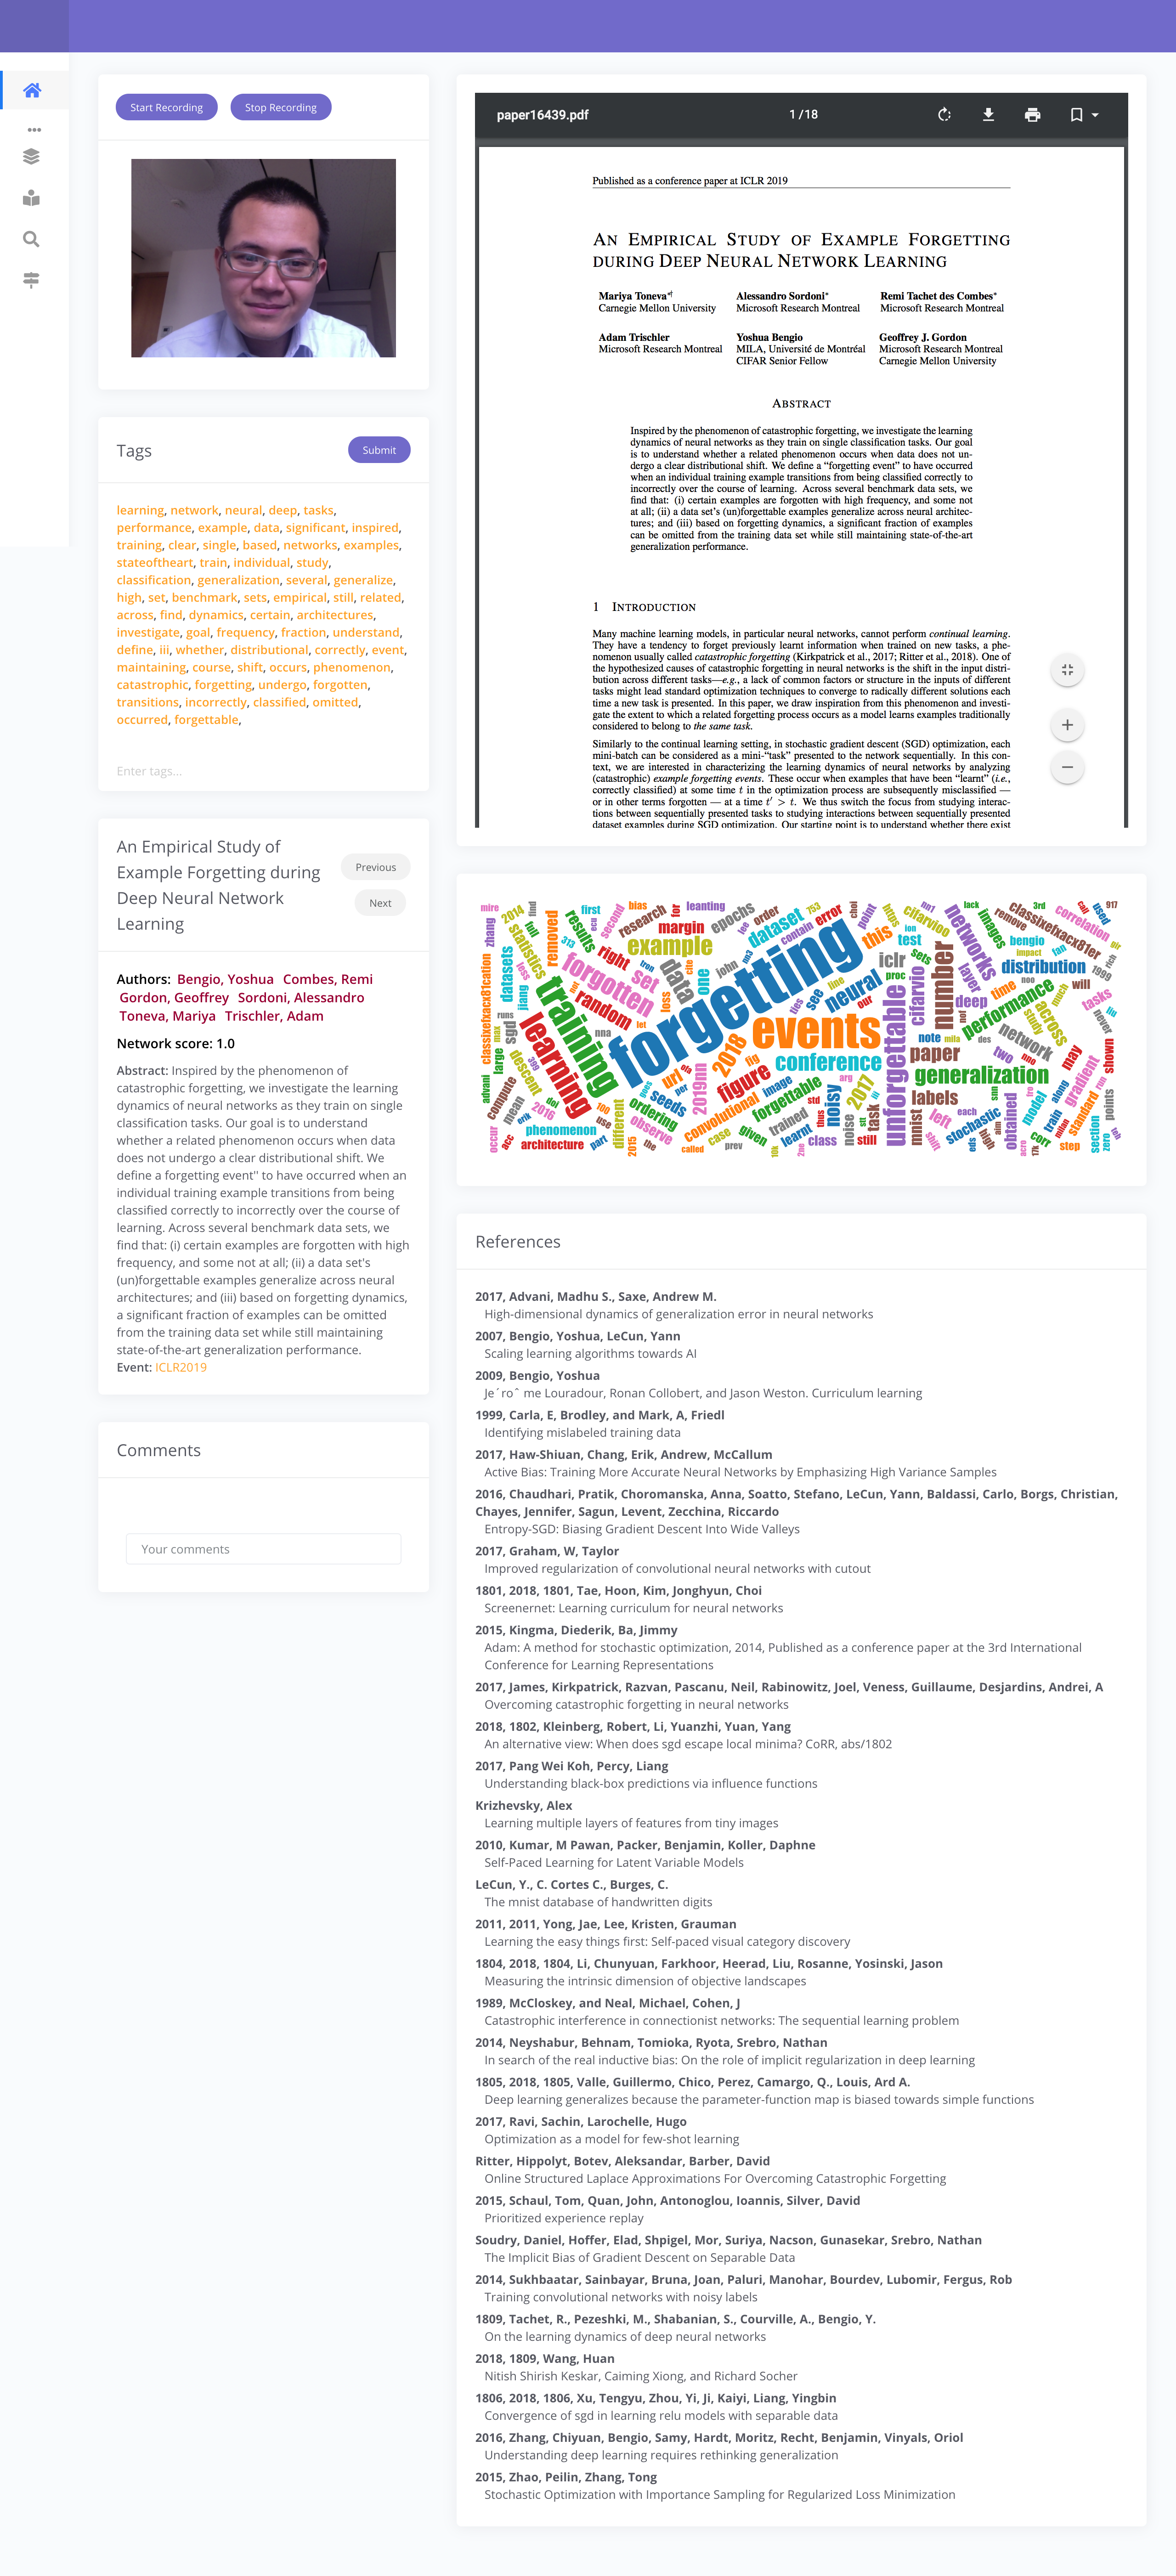 Start Recording
Stop Recording
Tags
Submit
learning, network, neural, deep, tasks,
performance, example, data, significant, inspired,
training, clear, single, based, networks, examples,
stateoftheart, train, individual, study,
classification, generalization, several, generalize,
high, set, benchmark, sets, empirical, still, related,
across, find, dynamics, certain, architectures,
investigate, goal, frequency, fraction, understand,
define, iii, whether, distributional, correctly, event,
maintaining, course, shift, occurs, phenomenon,
catastrophic, forgetting, undergo, forgotten,
transitions, incorrectly, classified, omitted,
occurred, forgettable,
Enter tags...
An Empirical Study of
Example Forgetting during
Deep Neural Network
Learning
Previous
Next
Authors: Bengio, Yoshua Combes, Remi
Gordon, Geoffrey Sordoni, Alessandro
Toneva, Mariya Trischler, Adam
Network score: 1.0
Abstract: Inspired by the phenomenon of
catastrophic forgetting, we investigate the learning
dynamics of neural networks as they train on single
classification tasks. Our goal is to understand
whether a related phenomenon occurs when data
does not undergo a clear distributional shift. We
define a forgetting event'' to have occurred when an
individual training example transitions from being
classified correctly to incorrectly over the course of
learning. Across several benchmark data sets, we
find that: (i) certain examples are forgotten with high
frequency, and some not at all; (ii) a data set's
(un)forgettable examples generalize across neural
architectures; and (iii) based on forgetting dynamics,
a significant fraction of examples can be omitted
from the training data set while still maintaining
state-of-the-art generalization performance.
Event: ICLR2019
Comments
Your comments
paper16439.pdf
1 / 18
Published as a conference paper at ICLR 2019
AN EMPIRICAL STUDY OF EXAMPLE FORGETTING
DURING DEEP NEURAL NETWORK LEARNING
Mariya Toneva*† Alessandro Sordoni* Remi Tachet des Combes*
Carnegie Mellon University Microsoft Research Montreal Microsoft Research Montreal
Adam Trischler Yoshua Bengio Geoffrey J. Gordon
Microsoft Research Montreal MILA, Université de Montréal Microsoft Research Montreal
CIFAR Senior Fellow Carnegie Mellon University
ABSTRACT
Inspired by the phenomenon of catastrophic forgetting, we investigate the learning
dynamics of neural networks as they train on single classification tasks. Our goal
is to understand whether a related phenomenon occurs when data does not un-
dergo a clear distributional shift. We define a “forgetting event” to have occurred
when an individual training example transitions from being classified correctly to
incorrectly over the course of learning. Across several benchmark data sets, we
find that: (i) certain examples are forgotten with high frequency, and some not
at all; (ii) a data set’s (un)forgettable examples generalize across neural architec-
tures; and (iii) based on forgetting dynamics, a significant fraction of examples
can be omitted from the training data set while still maintaining state-of-the-art
generalization performance.
1 INTRODUCTION
Many machine learning models, in particular neural networks, cannot perform continual learning.
They have a tendency to forget previously learnt information when trained on new tasks, a phe-
nomenon usually called catastrophic forgetting (Kirkpatrick et al., 2017; Ritter et al., 2018). One of
the hypothesized causes of catastrophic forgetting in neural networks is the shift in the input distri-
bution across different tasks—e.g., a lack of common factors or structure in the inputs of different
tasks might lead standard optimization techniques to converge to radically different solutions each
time a new task is presented. In this paper, we draw inspiration from this phenomenon and investi-
gate the extent to which a related forgetting process occurs as a model learns examples traditionally
considered to belong to the same task.
Similarly to the continual learning setting, in stochastic gradient descent (SGD) optimization, each
mini-batch can be considered as a mini-“task” presented to the network sequentially. In this con-
text, we are interested in characterizing the learning dynamics of neural networks by analyzing
(catastrophic) example forgetting events. These occur when examples that have been “learnt” (i.e.,
correctly classified) at some time t in the optimization process are subsequently misclassified —
or in other terms forgotten — at a time t′ > t. We thus switch the focus from studying interac-
tions between sequentially presented tasks to studying interactions between sequentially presented
dataset examples during SGD optimization. Our starting point is to understand whether there exist
forgetting
events
training
learning
unforgettable
generalization
number
neural
example
forgotten
random
figure
conference
2018
data
dataset
margin
research
networks
distribution
performance
paper
labels
network
across
iclr
cifarvo
convolutional
forgettable
ordering
observe
seeds
2019nn
noisy
2017
stochastic
obtained
phenomenon
architecture
descent
compute
statistics
datasets
removed
results
epochs
correlation
gradient
standard
References
2017, Advani, Madhu S., Saxe, Andrew M.
High-dimensional dynamics of generalization error in neural networks
2007, Bengio, Yoshua, LeCun, Yann
Scaling learning algorithms towards AI
2009, Bengio, Yoshua
Je´ro^ me Louradour, Ronan Collobert, and Jason Weston. Curriculum learning
1999, Carla, E, Brodley, and Mark, A, Friedl
Identifying mislabeled training data
2017, Haw-Shiuan, Chang, Erik, Andrew, McCallum
Active Bias: Training More Accurate Neural Networks by Emphasizing High Variance Samples
2016, Chaudhari, Pratik, Choromanska, Anna, Soatto, Stefano, LeCun, Yann, Baldassi, Carlo, Borgs, Christian,
Chayes, Jennifer, Sagun, Levent, Zecchina, Riccardo
Entropy-SGD: Biasing Gradient Descent Into Wide Valleys
2017, Graham, W, Taylor
Improved regularization of convolutional neural networks with cutout
1801, 2018, 1801, Tae, Hoon, Kim, Jonghyun, Choi
Screenernet: Learning curriculum for neural networks
2015, Kingma, Diederik, Ba, Jimmy
Adam: A method for stochastic optimization, 2014, Published as a conference paper at the 3rd International
Conference for Learning Representations
2017, James, Kirkpatrick, Razvan, Pascanu, Neil, Rabinowitz, Joel, Veness, Guillaume, Desjardins, Andrei, A
Overcoming catastrophic forgetting in neural networks
2018, 1802, Kleinberg, Robert, Li, Yuanzhi, Yuan, Yang
An alternative view: When does sgd escape local minima? CoRR, abs/1802
2017, Pang Wei Koh, Percy, Liang
Understanding black-box predictions via influence functions
Krizhevsky, Alex
Learning multiple layers of features from tiny images
2010, Kumar, M Pawan, Packer, Benjamin, Koller, Daphne
Self-Paced Learning for Latent Variable Models
LeCun, Y., C. Cortes C., Burges, C.
The mnist database of handwritten digits
2011, 2011, Yong, Jae, Lee, Kristen, Grauman
Learning the easy things first: Self-paced visual category discovery
1804, 2018, 1804, Li, Chunyuan, Farkhoor, Heerad, Liu, Rosanne, Yosinski, Jason
Measuring the intrinsic dimension of objective landscapes
1989, McCloskey, and Neal, Michael, Cohen, J
Catastrophic interference in connectionist networks: The sequential learning problem
2014, Neyshabur, Behnam, Tomioka, Ryota, Srebro, Nathan
In search of the real inductive bias: On the role of implicit regularization in deep learning
1805, 2018, 1805, Valle, Guillermo, Chico, Perez, Camargo, Q., Louis, Ard A.
Deep learning generalizes because the parameter-function map is biased towards simple functions
2017, Ravi, Sachin, Larochelle, Hugo
Optimization as a model for few-shot learning
Ritter, Hippolyt, Botev, Aleksandar, Barber, David
Online Structured Laplace Approximations For Overcoming Catastrophic Forgetting
2015, Schaul, Tom, Quan, John, Antonoglou, Ioannis, Silver, David
Prioritized experience replay
Soudry, Daniel, Hoffer, Elad, Shpigel, Mor, Suriya, Nacson, Gunasekar, Srebro, Nathan
The Implicit Bias of Gradient Descent on Separable Data
2014, Sukhbaatar, Sainbayar, Bruna, Joan, Paluri, Manohar, Bourdev, Lubomir, Fergus, Rob
Training convolutional networks with noisy labels
1809, Tachet, R., Pezeshki, M., Shabanian, S., Courville, A., Bengio, Y.
On the learning dynamics of deep neural networks
2018, 1809, Wang, Huan
Nitish Shirish Keskar, Caiming Xiong, and Richard Socher
1806, 2018, 1806, Xu, Tengyu, Zhou, Yi, Ji, Kaiyi, Liang, Yingbin
Convergence of sgd in learning relu models with separable data
2016, Zhang, Chiyuan, Bengio, Samy, Hardt, Moritz, Recht, Benjamin, Vinyals, Oriol
Understanding deep learning requires rethinking generalization
2015, Zhao, Peilin, Zhang, Tong
Stochastic Optimization with Importance Sampling for Regularized Loss Minimization